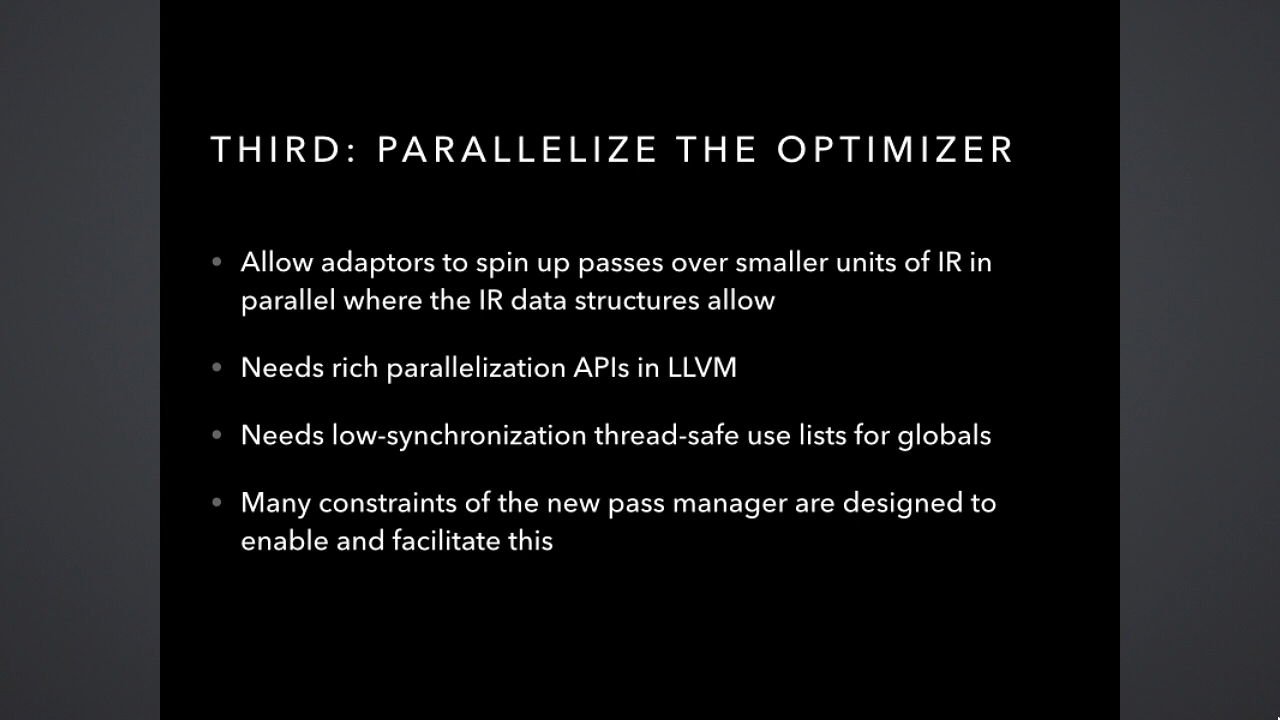 THIRD: PARALLELIZE THE OPTIMIZER
• Allow adaptors to spin up passes over smaller units of IR in
parallel where the IR data structures allow
• Needs rich parallelization APIs in LLVM
• Needs low-synchronization thread-safe use lists for globals
• Many constraints of the new pass manager are designed to
enable and facilitate this